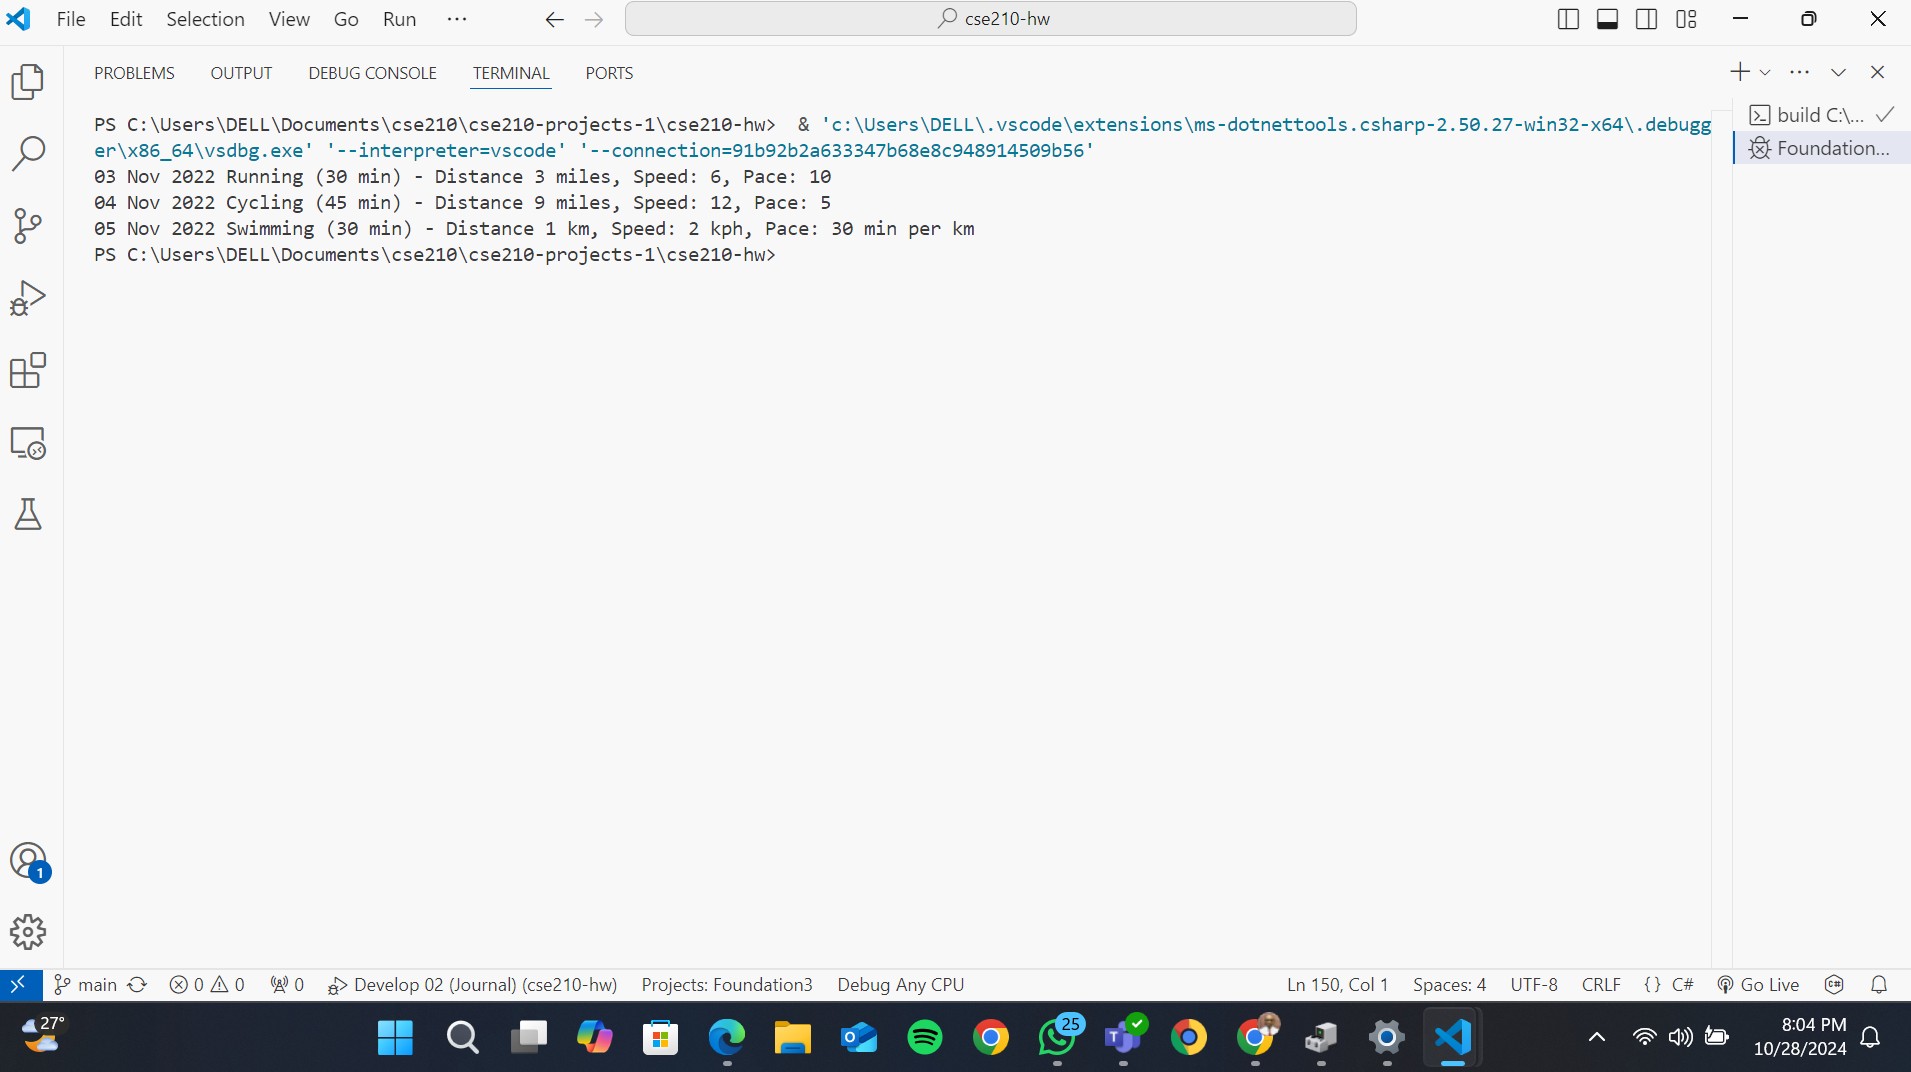 File Edit Selection View Go Run ···
cse210-hw
PROBLEMS OUTPUT DEBUG CONSOLE TERMINAL PORTS
PS C:\Users\DELL\Documents\cse210\cse210-projects-1\cse210-hw>  & 'c:\Users\DELL\.vscode\extensions\ms-dotnettools.csharp-2.50.27-win32-x64\.debugg
er\x86_64\vsdbg.exe' '--interpreter=vscode' '--connection=91b92b2a633347b68e8c948914509b56'
03 Nov 2022 Running (30 min) - Distance 3 miles, Speed: 6, Pace: 10
04 Nov 2022 Cycling (45 min) - Distance 9 miles, Speed: 12, Pace: 5
05 Nov 2022 Swimming (30 min) - Distance 1 km, Speed: 2 kph, Pace: 30 min per km
PS C:\Users\DELL\Documents\cse210\cse210-projects-1\cse210-hw>
build C:\...
Foundation...
1
main 0 0 0 Develop 02 (Journal) (cse210-hw) Projects: Foundation3 Debug Any CPU Ln 150, Col 1 Spaces: 4 UTF-8 CRLF {} C# Go Live
27°
25
8:04 PM
10/28/2024